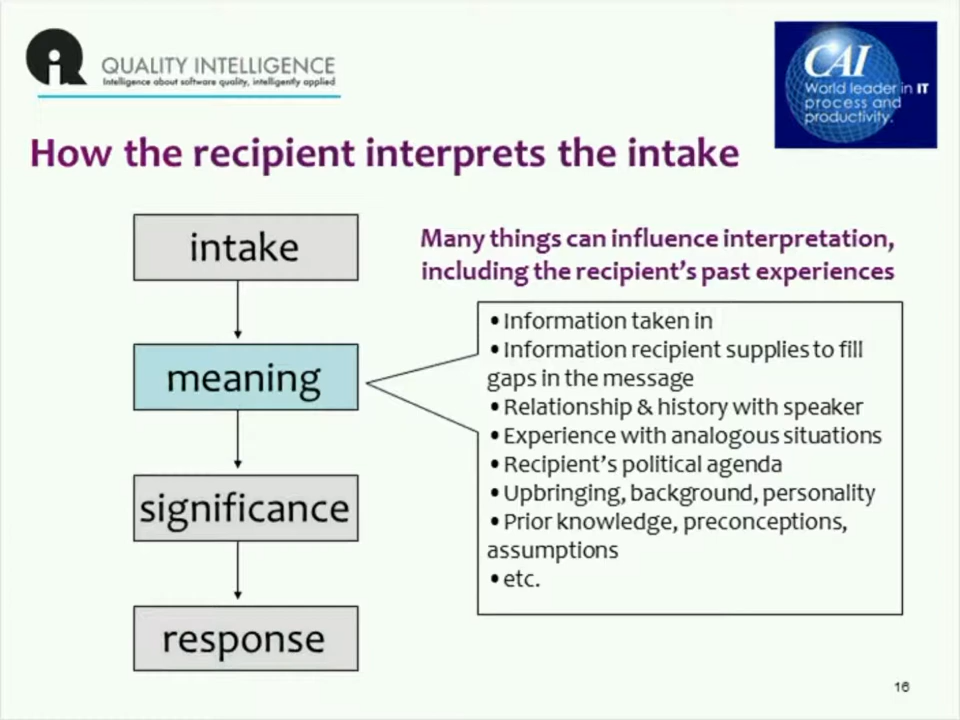 QUALITY INTELLIGENCE
Intelligence about software quality, intelligently applied
CAI
World leader in IT
process and
productivity.
How the recipient interprets the intake
intake
meaning
significance
response
Many things can influence interpretation,
including the recipient's past experiences
• Information taken in
• Information recipient supplies to fill
gaps in the message
• Relationship & history with speaker
• Experience with analogous situations
• Recipient's political agenda
• Upbringing, background, personality
• Prior knowledge, preconceptions,
assumptions
• etc.
16